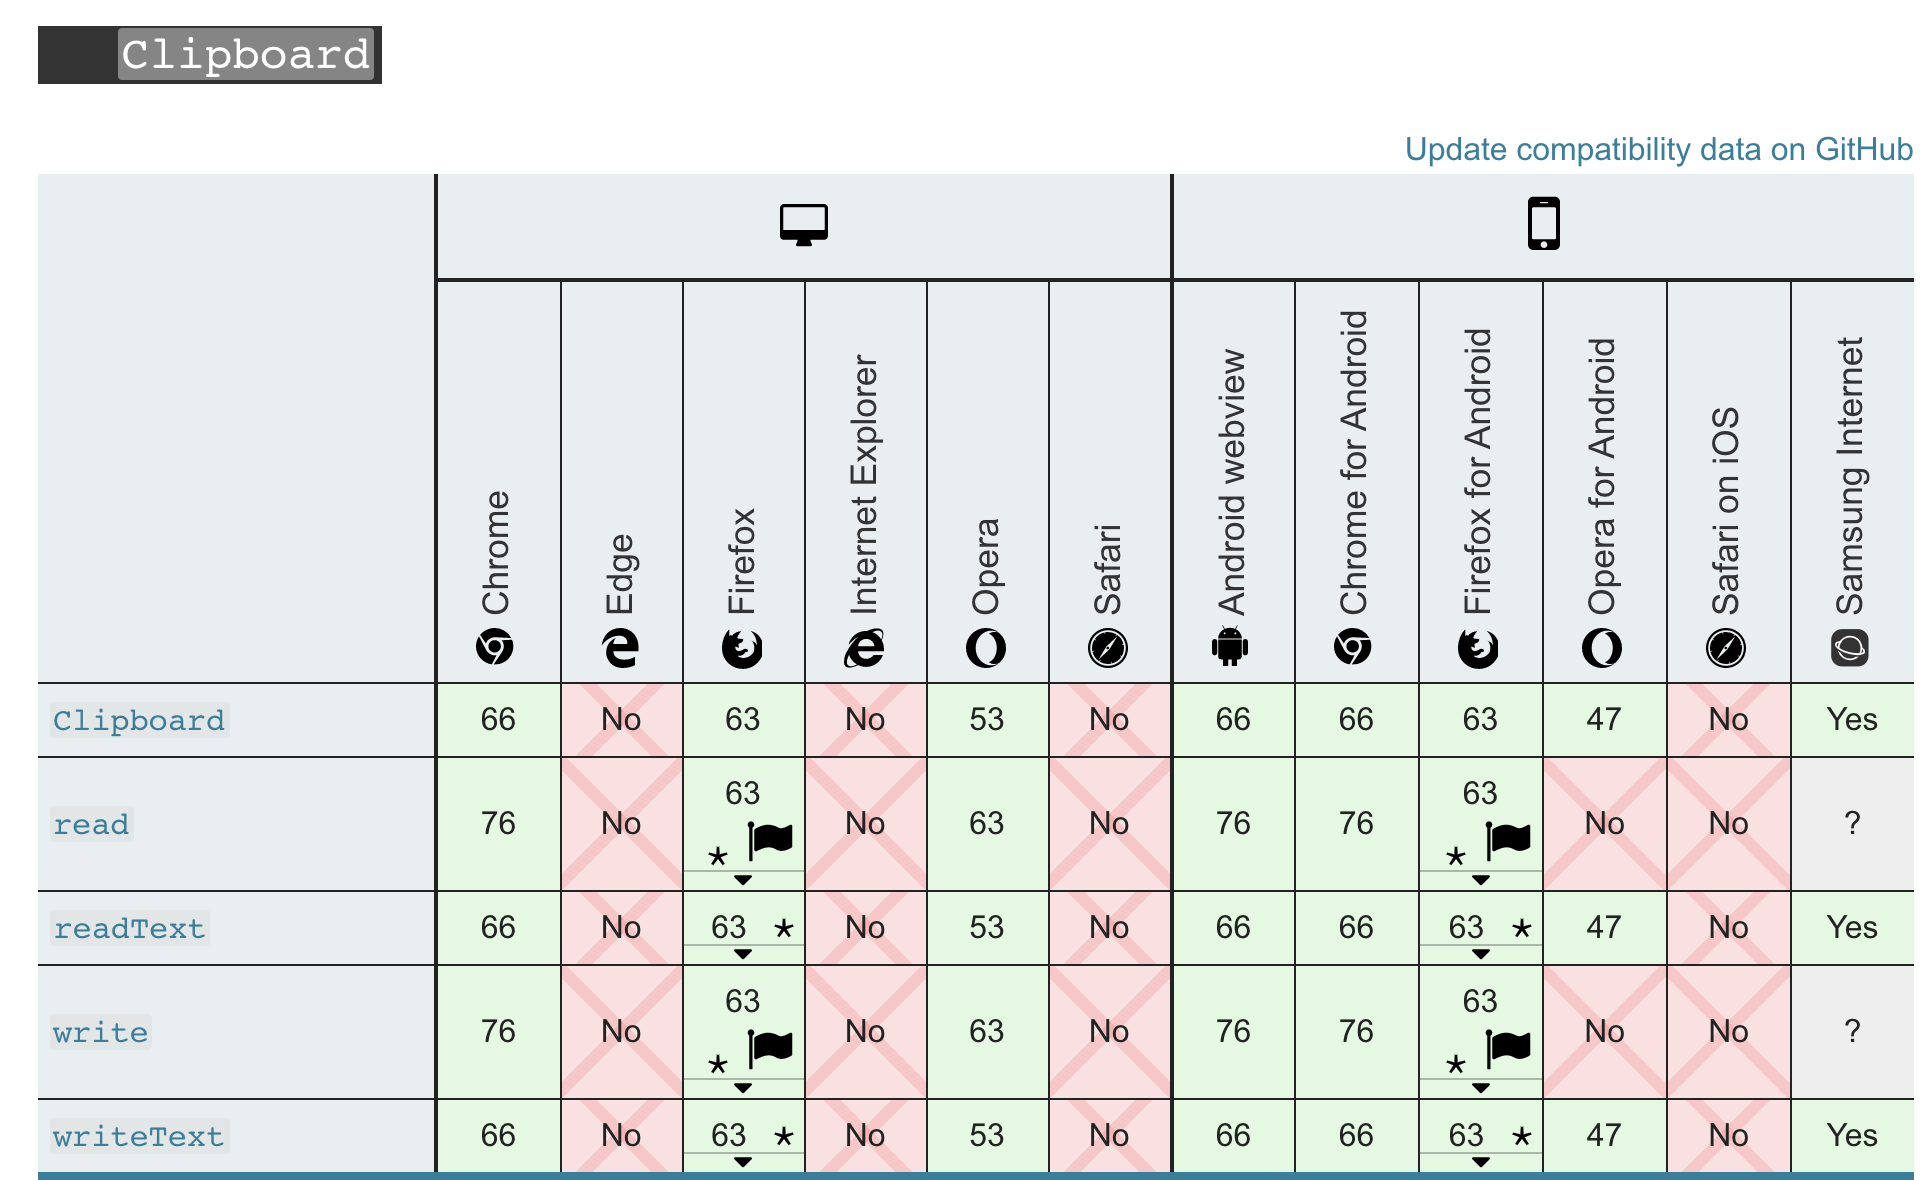 Clipboard
Update compatibility data on GitHub
Chrome
Edge
Firefox
Internet Explorer
Opera
Safari
Android webview
Chrome for Android
Firefox for Android
Opera for Android
Safari on iOS
Samsung Internet
Clipboard 66 No 63 No 53 No 66 66 63 47 No Yes
read 76 No 63 * No 63 No 76 76 63 * No No ?
readText 66 No 63 * No 53 No 66 66 63 * 47 No Yes
write 76 No 63 * No 63 No 76 76 63 * No No ?
writeText 66 No 63 * No 53 No 66 66 63 * 47 No Yes